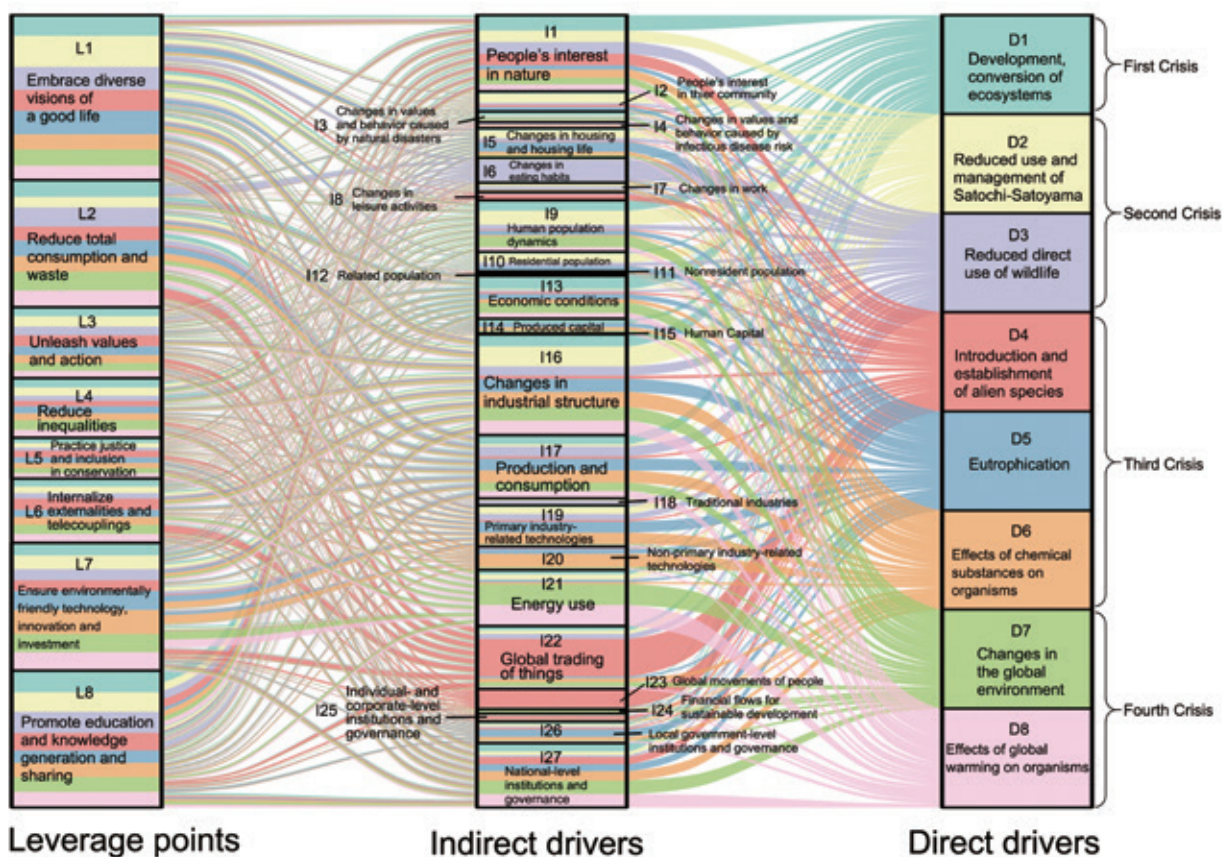 L1
Embrace diverse
visions of
a good life
L2
Reduce total
consumption and
waste
L3
Unleash values
and action
L4
Reduce
inequalities
L5
Practice justice
and inclusion
in conservation
L6
Internalize
externalities and
telecouplings
L7
Ensure environmentally
friendly technology,
innovation and
investment
L8
Promote education
and knowledge
generation and
sharing
Leverage points
I1
People's interest
in nature
I2
People's interest
in thier community
I3
Changes in values
and behavior caused
by natural disasters
I4
Changes in values and
behavior caused by
infectious disease risk
I5
Changes in housing
and housing life
I6
Changes in
eating habits
I7
Changes in work
I8
Changes in
leisure activities
I9
Human population
dynamics
I10
Residential population
I11
Nonresident population
I12
Related population
I13
Economic conditions
I14
Produced capital
I15
Human Capital
I16
Changes in
industrial structure
I17
Production and
consumption
I18
Traditional industries
I19
Primary industry-
related technologies
I20
Non-primary industry-related
technologies
I21
Energy use
I22
Global trading
of things
I23
Global movements of people
I24
Financial flows for
sustainable development
I25
Individual- and
corporate-level
institutions and
governance
I26
Local government-level
institutions and governance
I27
National-level
institutions and
governance
Indirect drivers
D1
Development,
conversion of
ecosystems
D2
Reduced use and
management of
Satochi-Satoyama
D3
Reduced direct
use of wildlife
D4
Introduction and
establishment
of alien species
D5
Eutrophication
D6
Effects of chemical
substances on
organisms
D7
Changes in
the global
environment
D8
Effects of global
warming on organisms
Direct drivers
First Crisis
Second Crisis
Third Crisis
Fourth Crisis